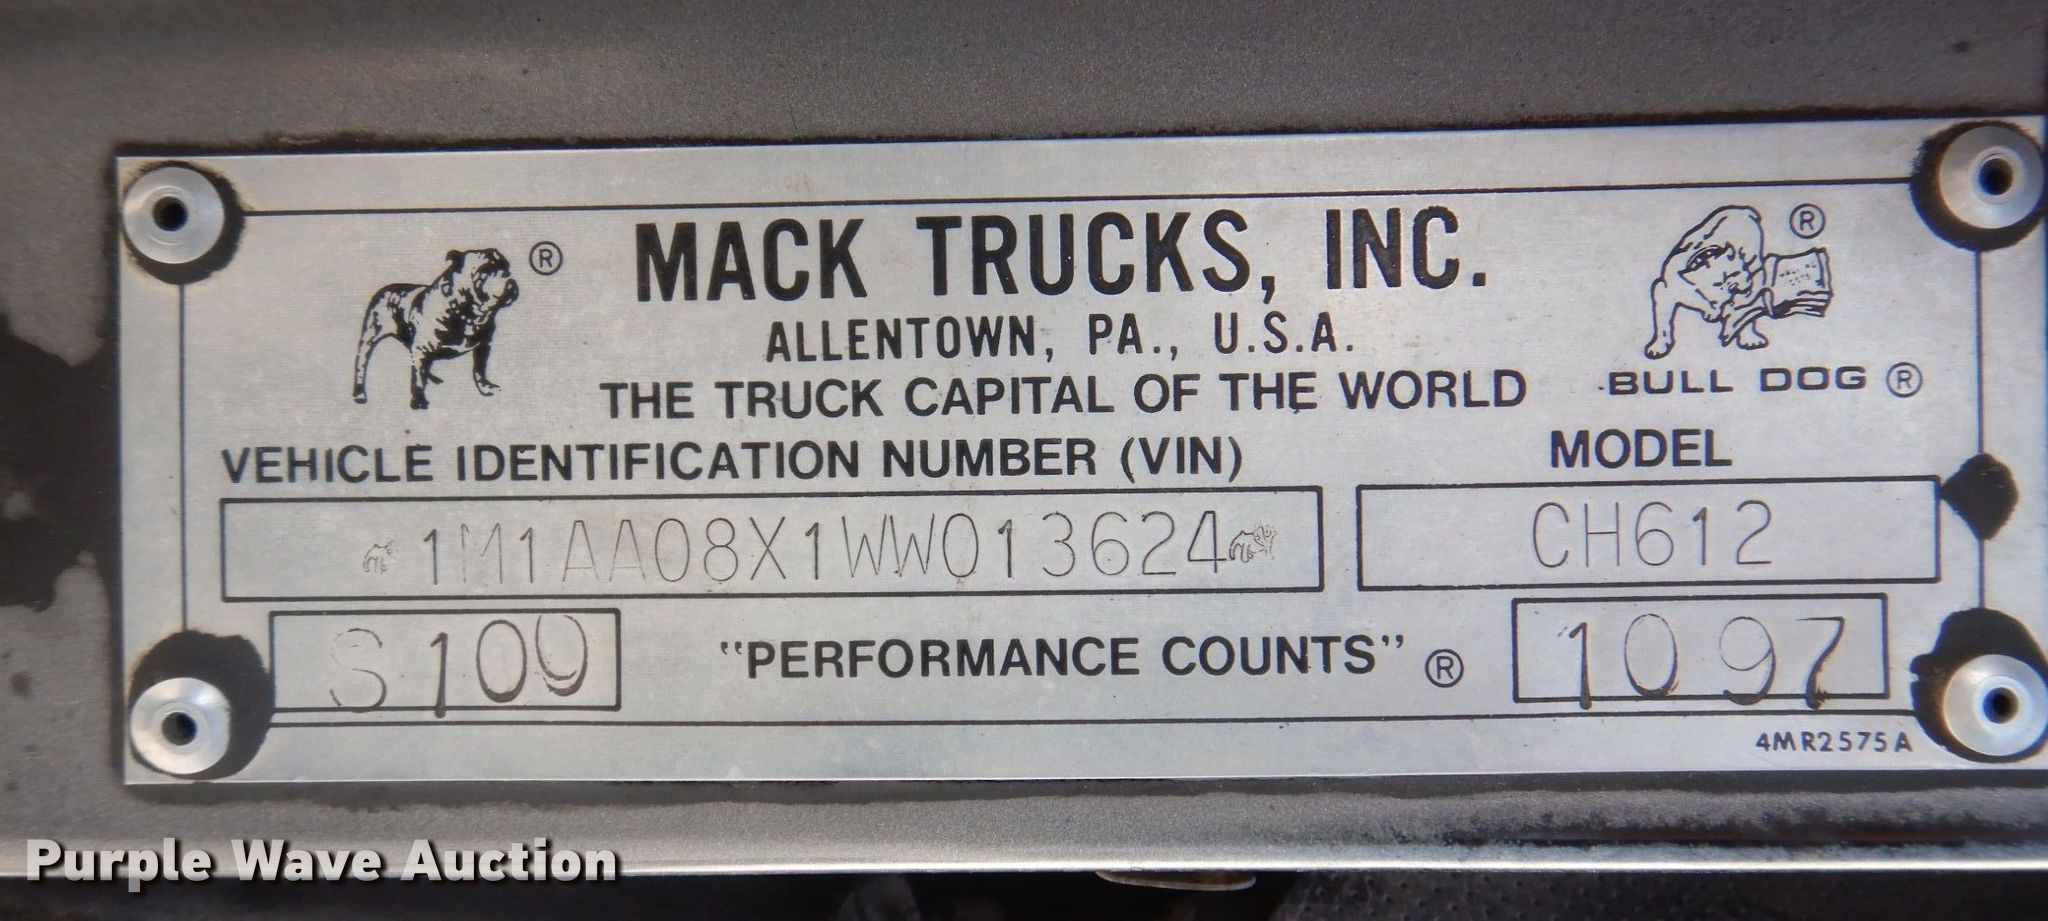 MACK TRUCKS, INC.
ALLENTOWN, PA., U.S.A.
THE TRUCK CAPITAL OF THE WORLD
® ®
BULL DOG ®
VEHICLE IDENTIFICATION NUMBER (VIN) MODEL
1M1AA08X1WW013624 CH612
S 109 "PERFORMANCE COUNTS" ® 10 97
4MR2575A
Purple Wave Auction